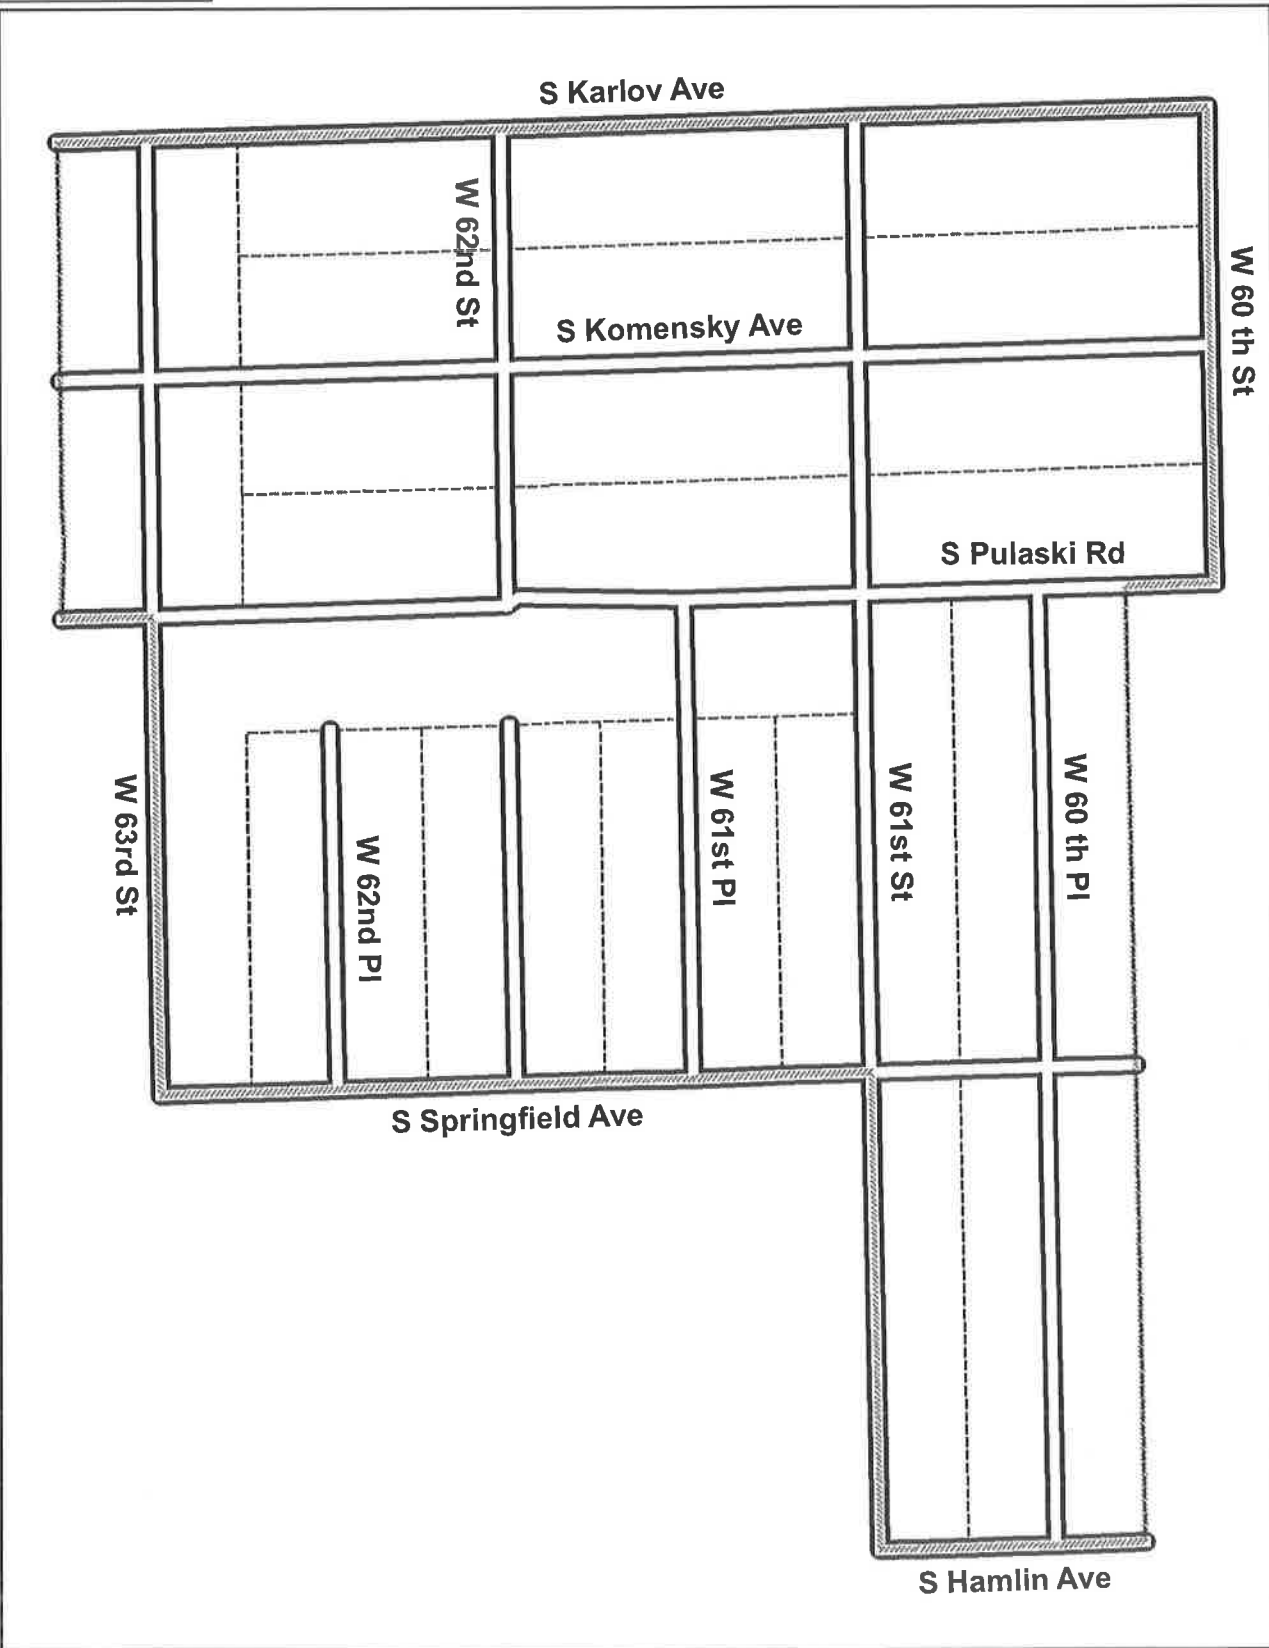 S Karlov Ave
W 62nd St
W 60 th St
S Komensky Ave
S Pulaski Rd
W 63rd St
W 62nd Pl
W 61st Pl
W 61st St
W 60 th Pl
S Springfield Ave
S Hamlin Ave